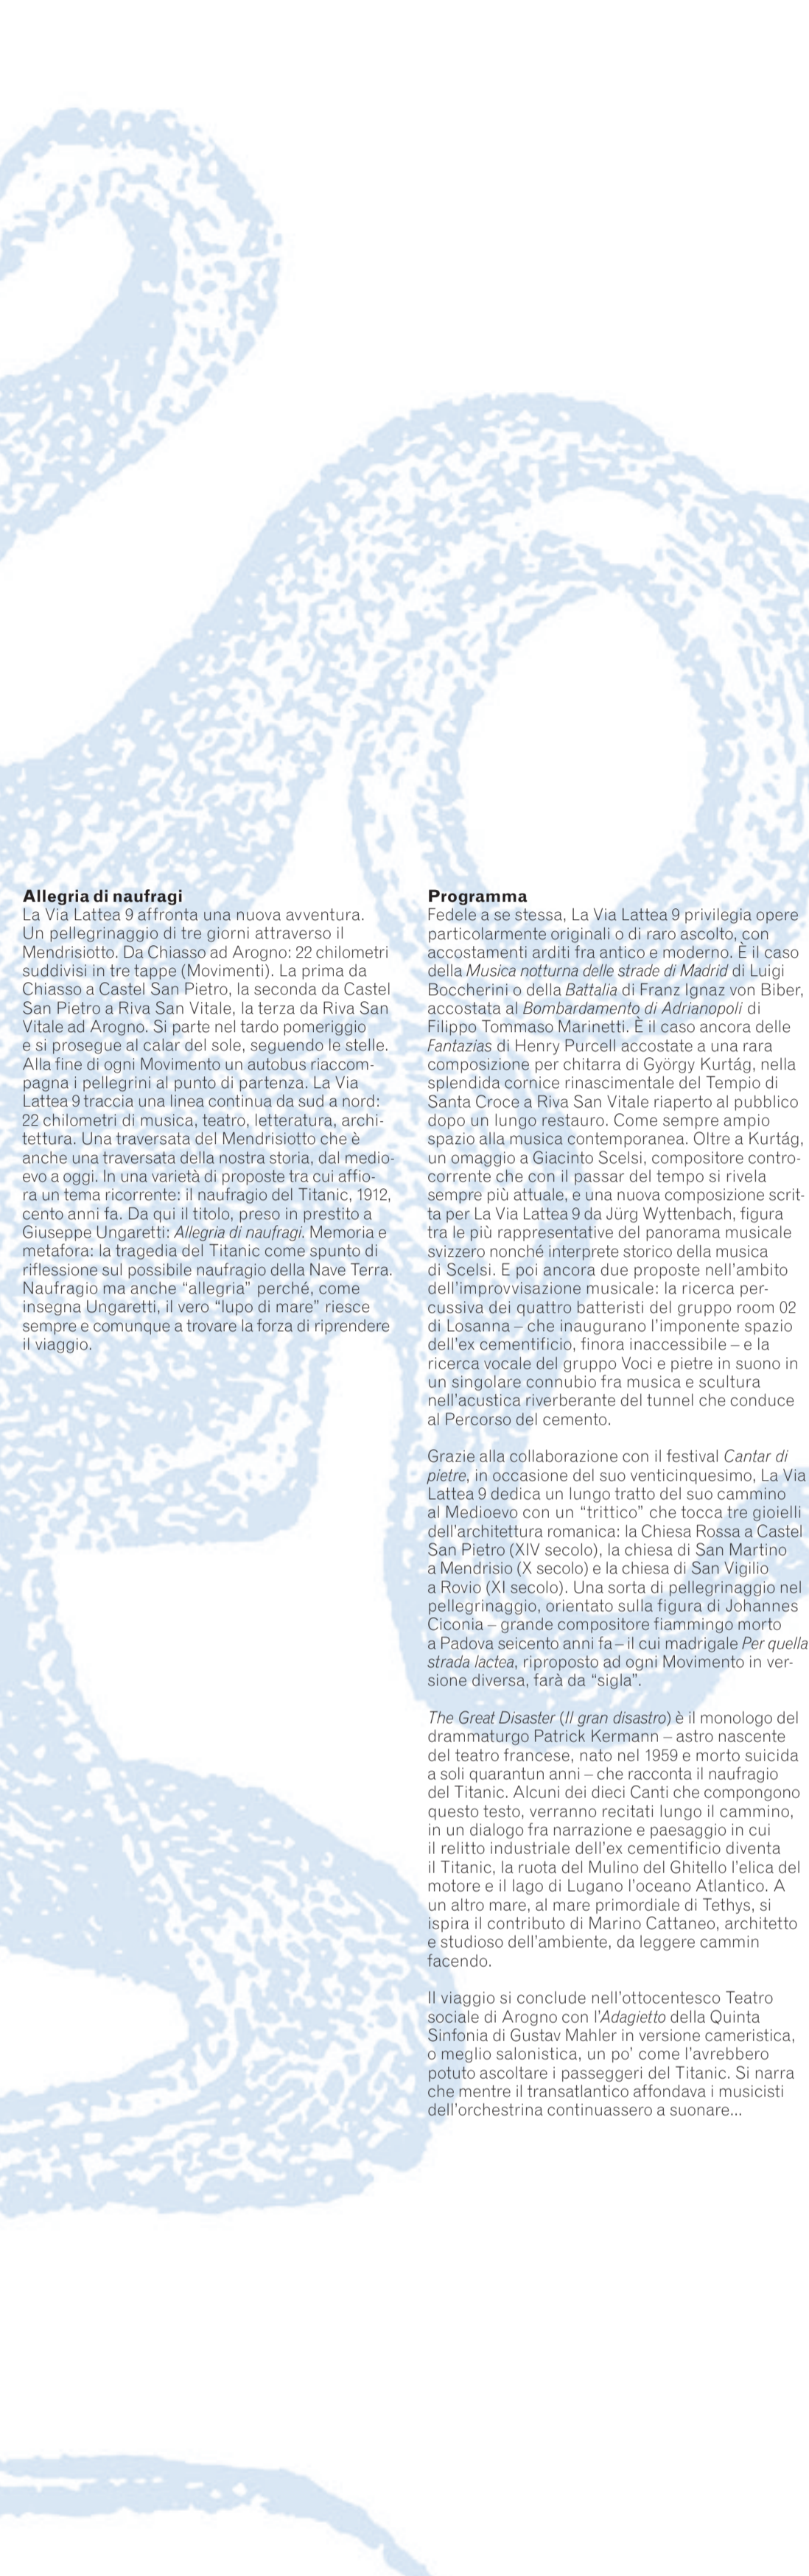 Allegria di naufragi
La Via Lattea 9 affronta una nuova avventura.
Un pellegrinaggio di tre giorni attraverso il
Mendrisiotto. Da Chiasso ad Arogno: 22 chilometri
suddivisi in tre tappe (Movimenti). La prima da
Chiasso a Castel San Pietro, la seconda da Castel
San Pietro a Riva San Vitale, la terza da Riva San
Vitale ad Arogno. Si parte nel tardo pomeriggio
e si prosegue al calar del sole, seguendo le stelle.
Alla fine di ogni Movimento un autobus riaccom-
pagna i pellegrini al punto di partenza. La Via
Lattea 9 traccia una linea continua da sud a nord:
22 chilometri di musica, teatro, letteratura, archi-
tettura. Una traversata del Mendrisiotto che è
anche una traversata della nostra storia, dal medio-
evo a oggi. In una varietà di proposte tra cui affio-
ra un tema ricorrente: il naufragio del Titanic, 1912,
cento anni fa. Da qui il titolo, preso in prestito a
Giuseppe Ungaretti: Allegria di naufragi. Memoria e
metafora: la tragedia del Titanic come spunto di
riflessione sul possibile naufragio della Nave Terra.
Naufragio ma anche “allegria” perché, come
insegna Ungaretti, il vero “lupo di mare” riesce
sempre e comunque a trovare la forza di riprendere
il viaggio.
Programma
Fedele a se stessa, La Via Lattea 9 privilegia opere
particolarmente originali o di raro ascolto, con
accostamenti arditi fra antico e moderno. È il caso
della Musica notturna delle strade di Madrid di Luigi
Boccherini o della Battalia di Franz Ignaz von Biber,
accostata al Bombardamento di Adrianopoli di
Filippo Tommaso Marinetti. È il caso ancora delle
Fantazias di Henry Purcell accostate a una rara
composizione per chitarra di György Kurtág, nella
splendida cornice rinascimentale del Tempio di
Santa Croce a Riva San Vitale riaperto al pubblico
dopo un lungo restauro. Come sempre ampio
spazio alla musica contemporanea. Oltre a Kurtág,
un omaggio a Giacinto Scelsi, compositore contro-
corrente che con il passar del tempo si rivela
sempre più attuale, e una nuova composizione scrit-
ta per La Via Lattea 9 da Jürg Wyttenbach, figura
tra le più rappresentative del panorama musicale
svizzero nonché interprete storico della musica
di Scelsi. E poi ancora due proposte nell’ambito
dell’improvvisazione musicale: la ricerca per-
cussiva dei quattro batteristi del gruppo room 02
di Losanna – che inaugurano l’imponente spazio
dell’ex cementificio, finora inaccessibile – e la
ricerca vocale del gruppo Voci e pietre in suono in
un singolare connubio fra musica e scultura
nell’acustica riverberante del tunnel che conduce
al Percorso del cemento.
Grazie alla collaborazione con il festival Cantar di
pietre, in occasione del suo venticinquesimo, La Via
Lattea 9 dedica un lungo tratto del suo cammino
al Medioevo con un “trittico” che tocca tre gioielli
dell’architettura romanica: la Chiesa Rossa a Castel
San Pietro (XIV secolo), la chiesa di San Martino
a Mendrisio (X secolo) e la chiesa di San Vigilio
a Rovio (XI secolo). Una sorta di pellegrinaggio nel
pellegrinaggio, orientato sulla figura di Johannes
Ciconia – grande compositore fiammingo morto
a Padova seicento anni fa – il cui madrigale Per quella
strada lactea, riproposto ad ogni Movimento in ver-
sione diversa, farà da “sigla”.
The Great Disaster (Il gran disastro) è il monologo del
drammaturgo Patrick Kermann – astro nascente
del teatro francese, nato nel 1959 e morto suicida
a soli quarantun anni – che racconta il naufragio
del Titanic. Alcuni dei dieci Canti che compongono
questo testo, verranno recitati lungo il cammino,
in un dialogo fra narrazione e paesaggio in cui
il relitto industriale dell’ex cementificio diventa
il Titanic, la ruota del Mulino del Ghitello l’elica del
motore e il lago di Lugano l’oceano Atlantico. A
un altro mare, al mare primordiale di Tethys, si
ispira il contributo di Marino Cattaneo, architetto
e studioso dell’ambiente, da leggere cammin
facendo.
Il viaggio si conclude nell’ottocentesco Teatro
sociale di Arogno con l’Adagietto della Quinta
Sinfonia di Gustav Mahler in versione cameristica,
o meglio salonistica, un po’ come l’avrebbero
potuto ascoltare i passeggeri del Titanic. Si narra
che mentre il transatlantico affondava i musicisti
dell’orchestrina continuassero a suonare...